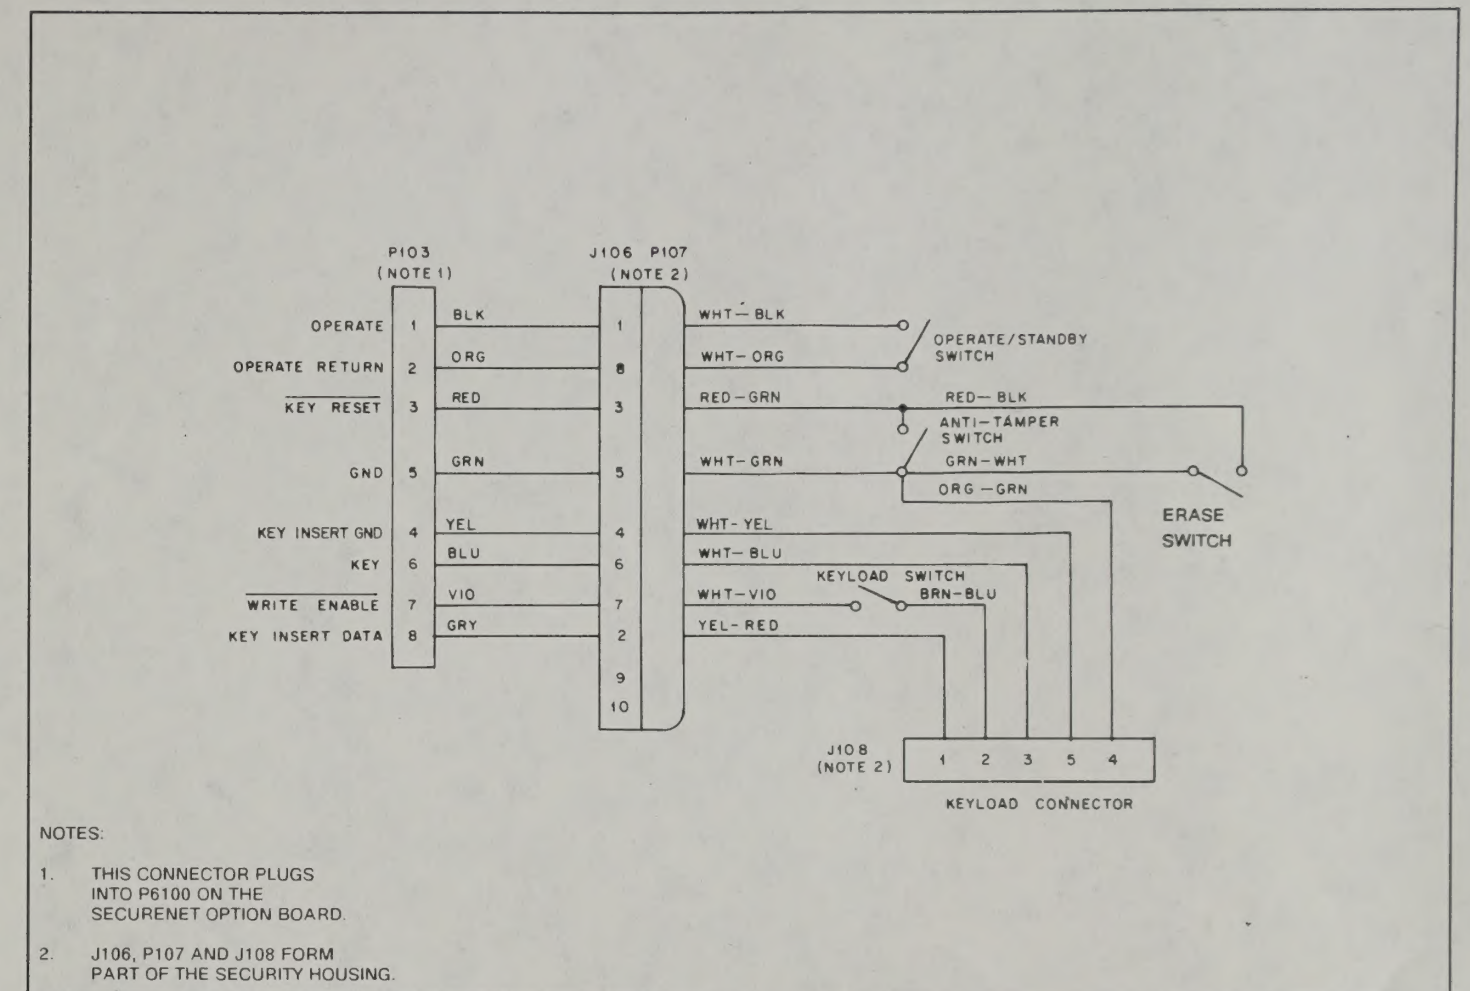 P103
(NOTE 1)
J106 P107
(NOTE 2)
OPERATE 1 BLK 1 WHT-BLK
OPERATE/STANDBY
SWITCH
OPERATE RETURN 2 ORG 8 WHT-ORG
KEY RESET 3 RED 3 RED-GRN RED-BLK
ANTI-TAMPER
SWITCH
GND 5 GRN 5 WHT-GRN GRN-WHT
ORG-GRN
ERASE
SWITCH
KEY INSERT GND 4 YEL 4 WHT-YEL
KEY 6 BLU 6 WHT-BLU
KEYLOAD SWITCH
WRITE ENABLE 7 VIO 7 WHT-VIO BRN-BLU
KEY INSERT DATA 8 GRY 2 YEL-RED
9
10
J108
(NOTE 2)
1 2 3 5 4
KEYLOAD CONNECTOR
NOTES:
1. THIS CONNECTOR PLUGS
INTO P6100 ON THE
SECURENET OPTION BOARD.
2. J106, P107 AND J108 FORM
PART OF THE SECURITY HOUSING.